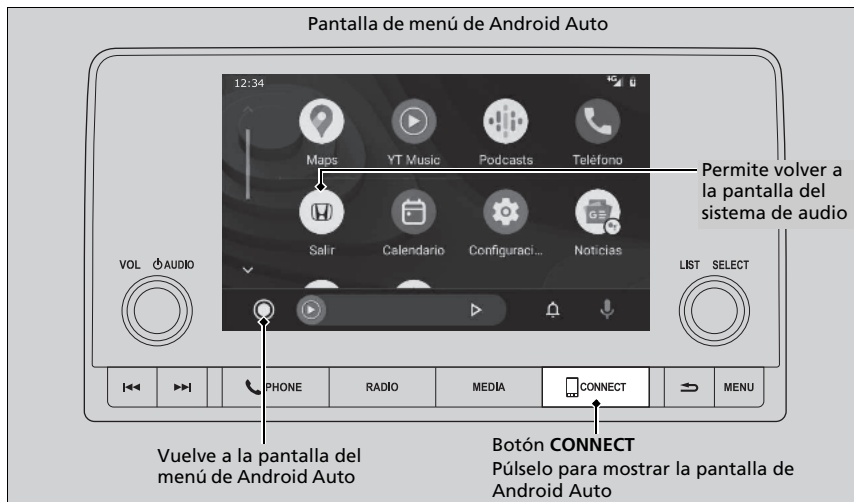 Pantalla de menú de Android Auto
12:34
4G
Maps
YT Music
Podcasts
Teléfono
Permite volver a
la pantalla del
sistema de audio
GE
Salir
Calendario
Configuraci...
Noticias
VOL
AUDIO
LIST
SELECT
PHONE
RADIO
MEDIA
CONNECT
MENU
Vuelve a la pantalla del
menú de Android Auto
Botón CONNECT
Púlselo para mostrar la pantalla de
Android Auto